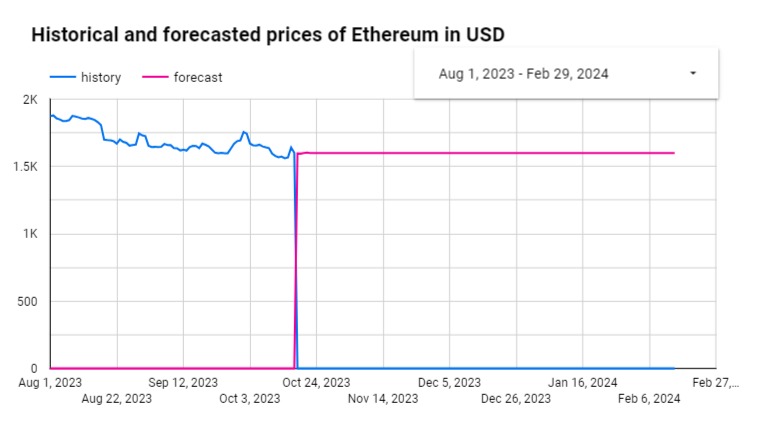 Historical and forecasted prices of Ethereum in USD
Aug 1, 2023 - Feb 29, 2024
history forecast
2K
1.5K
1K
500
0
Aug 1, 2023 Sep 12, 2023 Oct 24, 2023 Dec 5, 2023 Jan 16, 2024 Feb 27,...
Aug 22, 2023 Oct 3, 2023 Nov 14, 2023 Dec 26, 2023 Feb 6, 2024